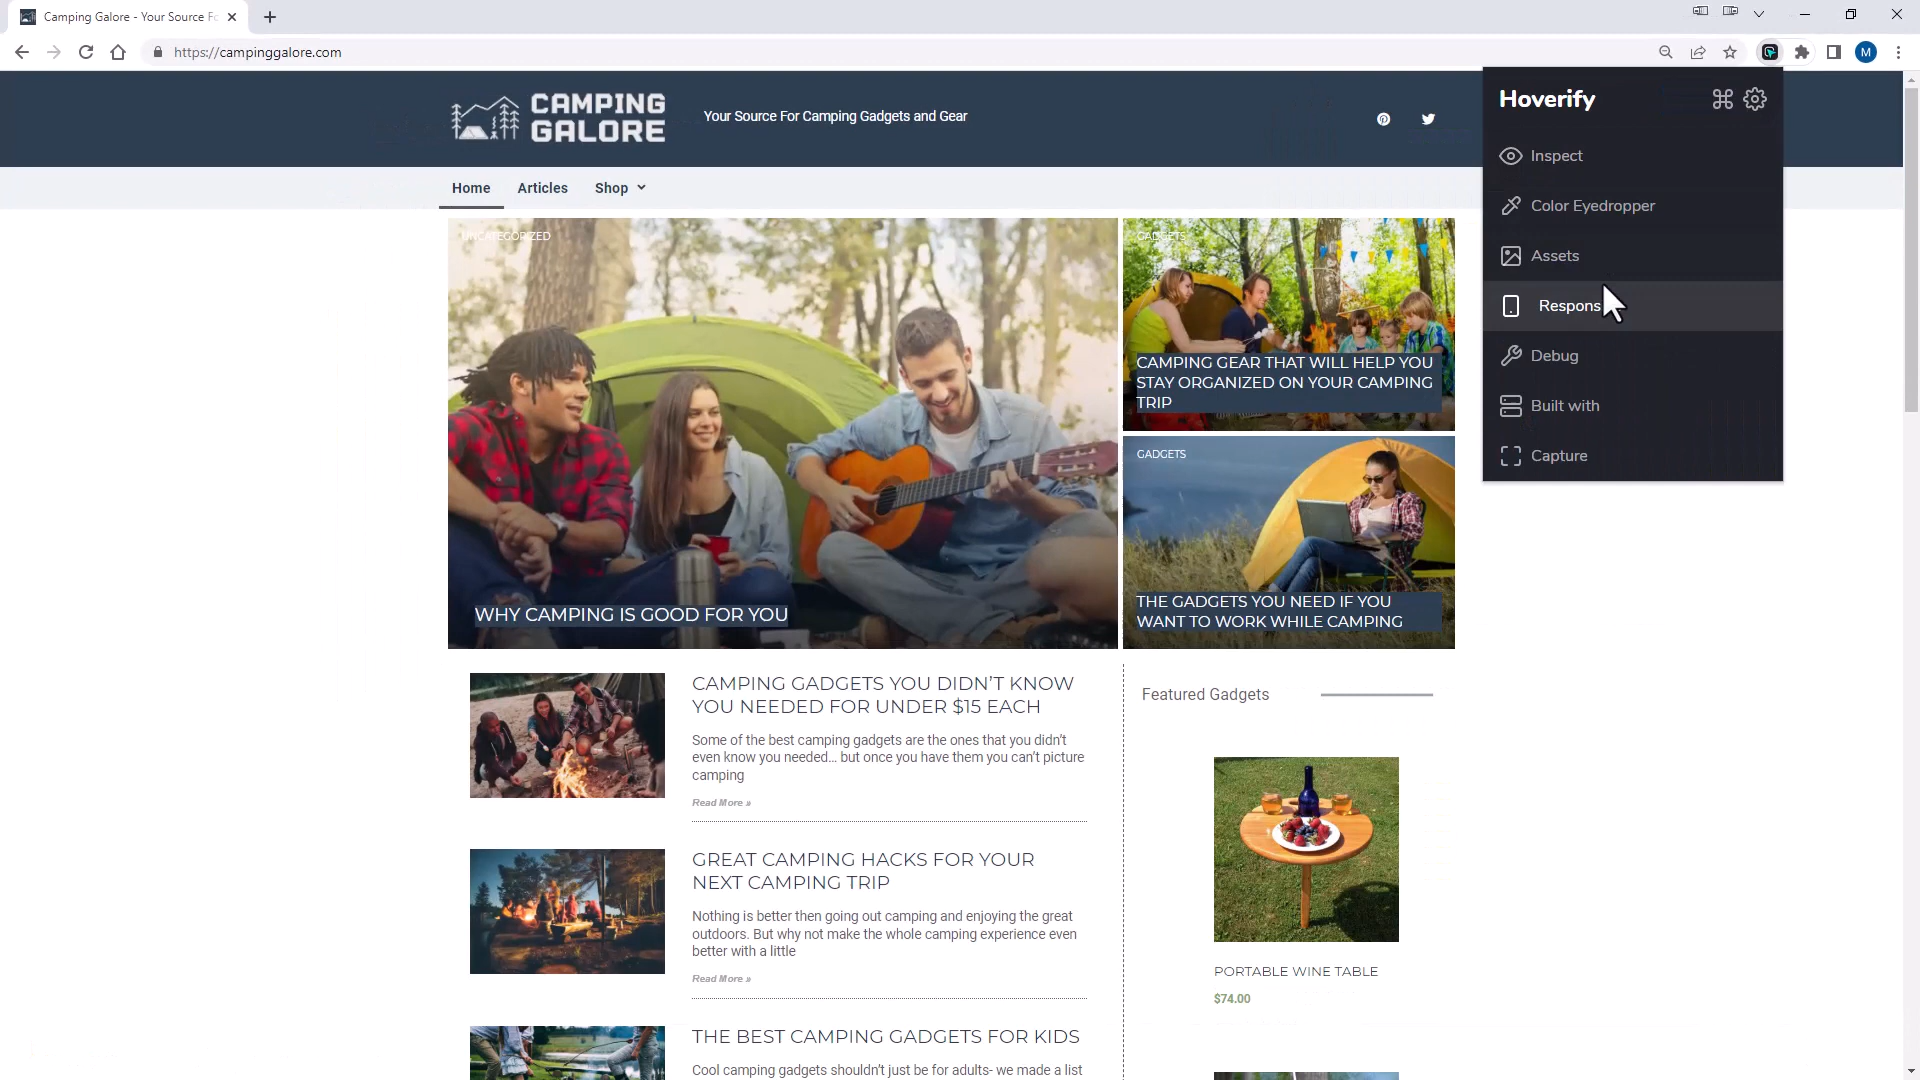 Camping Galore - Your Source Fo
https://campinggalore.com
M
CAMPING
GALORE
Your Source For Camping Gadgets and Gear
Hoverify
Inspect
Color Eyedropper
Assets
Respons
Debug
Built with
Capture
Home
Articles
Shop
UNCATEGORIZED
WHY CAMPING IS GOOD FOR YOU
GADGETS
CAMPING GEAR THAT WILL HELP YOU
STAY ORGANIZED ON YOUR CAMPING
TRIP
GADGETS
THE GADGETS YOU NEED IF YOU
WANT TO WORK WHILE CAMPING
CAMPING GADGETS YOU DIDN’T KNOW
YOU NEEDED FOR UNDER $15 EACH
Some of the best camping gadgets are the ones that you didn’t
even know you needed... but once you have them you can’t picture
camping
Read More »
GREAT CAMPING HACKS FOR YOUR
NEXT CAMPING TRIP
Nothing is better then going out camping and enjoying the great
outdoors. But why not make the whole camping experience even
better with a little
Read More »
THE BEST CAMPING GADGETS FOR KIDS
Cool camping gadgets shouldn’t just be for adults- we made a list
Featured Gadgets
PORTABLE WINE TABLE
$74.00